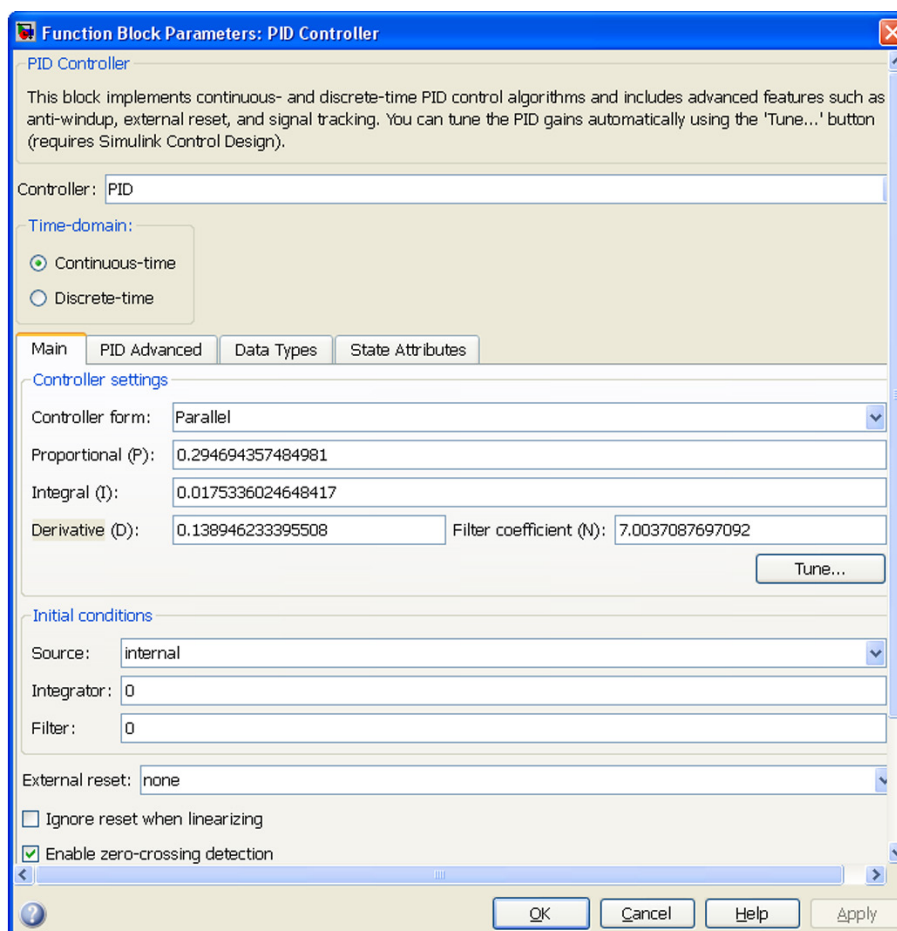 Function Block Parameters: PID Controller
PID Controller
This block implements continuous- and discrete-time PID control algorithms and includes advanced features such as
anti-windup, external reset, and signal tracking. You can tune the PID gains automatically using the 'Tune...' button
(requires Simulink Control Design).
Controller: PID
Time-domain:
Continuous-time
Discrete-time
Main PID Advanced Data Types State Attributes
Controller settings
Controller form: Parallel
Proportional (P): 0.294694357484981
Integral (I): 0.0175336024648417
Derivative (D): 0.138946233395508 Filter coefficient (N): 7.0037087697092
Tune...
Initial conditions
Source: internal
Integrator: 0
Filter: 0
External reset: none
Ignore reset when linearizing
Enable zero-crossing detection
OK Cancel Help Apply